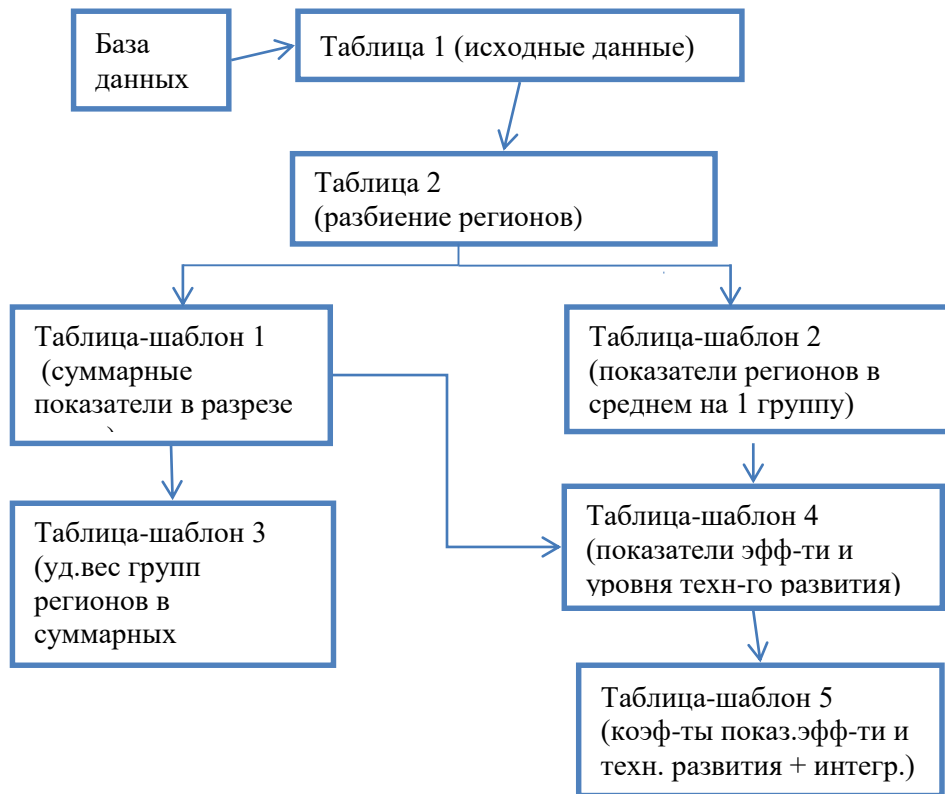 База
данных
Таблица 1 (исходные данные)
Таблица 2
(разбиение регионов)
Таблица-шаблон 1
(суммарные
показатели в разрезе
Таблица-шаблон 2
(показатели регионов в
среднем на 1 группу)
Таблица-шаблон 3
(уд.вес групп
регионов в
суммарных
Таблица-шаблон 4
(показатели эфф-ти и
уровня техн-го развития)
Таблица-шаблон 5
(коэф-ты показ.эфф-ти и
техн. развития + интегр.)